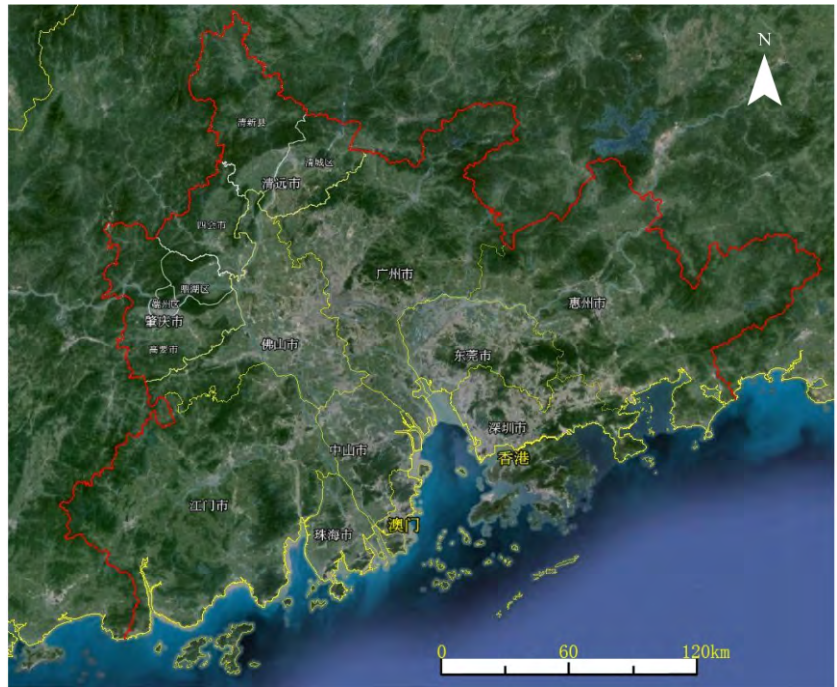 N
清新县
清城区
清远市
四会市
广州市
鼎湖区
端州区
肇庆市
惠州市
高要市
佛山市
东莞市
深圳市
中山市
香港
江门市
澳门
珠海市
0 60 120km